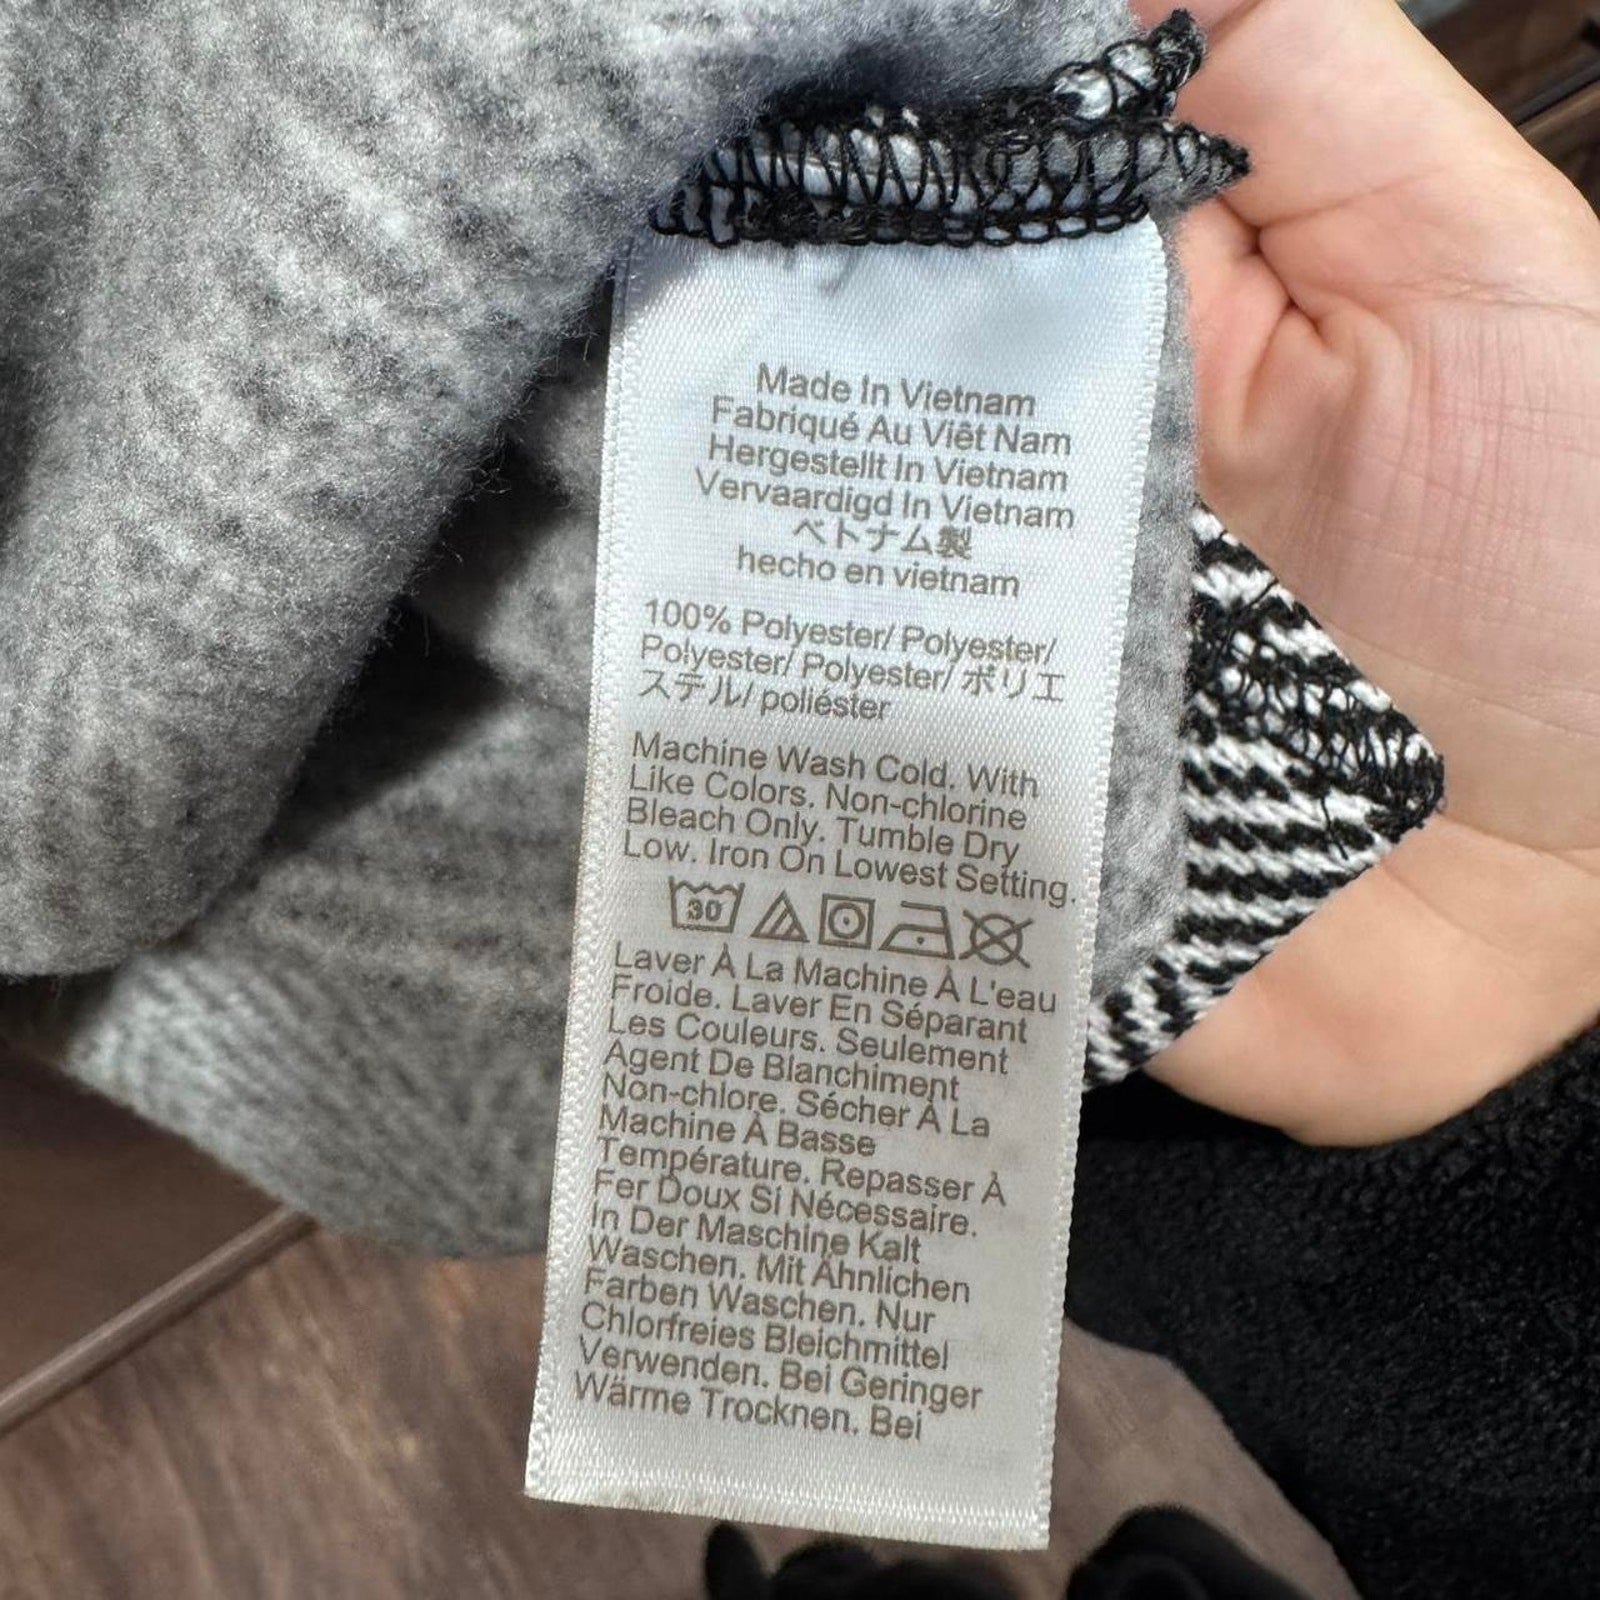 Made In Vietnam
Fabriqué Au Viêt Nam
Hergestellt In Vietnam
Vervaardigd In Vietnam
ベトナム製
hecho en vietnam
100% Polyester/ Polyester/
Polyester/ Polyester/ ポリエ
ステル/ poliéster
Machine Wash Cold. With
Like Colors. Non-chlorine
Bleach Only. Tumble Dry
Low. Iron On Lowest Setting.
30
Laver À La Machine À L'eau
Froide. Laver En Séparant
Les Couleurs. Seulement
Agent De Blanchiment
Non-chlore. Sécher À La
Machine À Basse
Température. Repasser À
Fer Doux Si Nécessaire.
In Der Maschine Kalt
Waschen. Mit Ähnlichen
Farben Waschen. Nur
Chlorfreies Bleichmittel
Verwenden. Bei Geringer
Wärme Trocknen. Bei